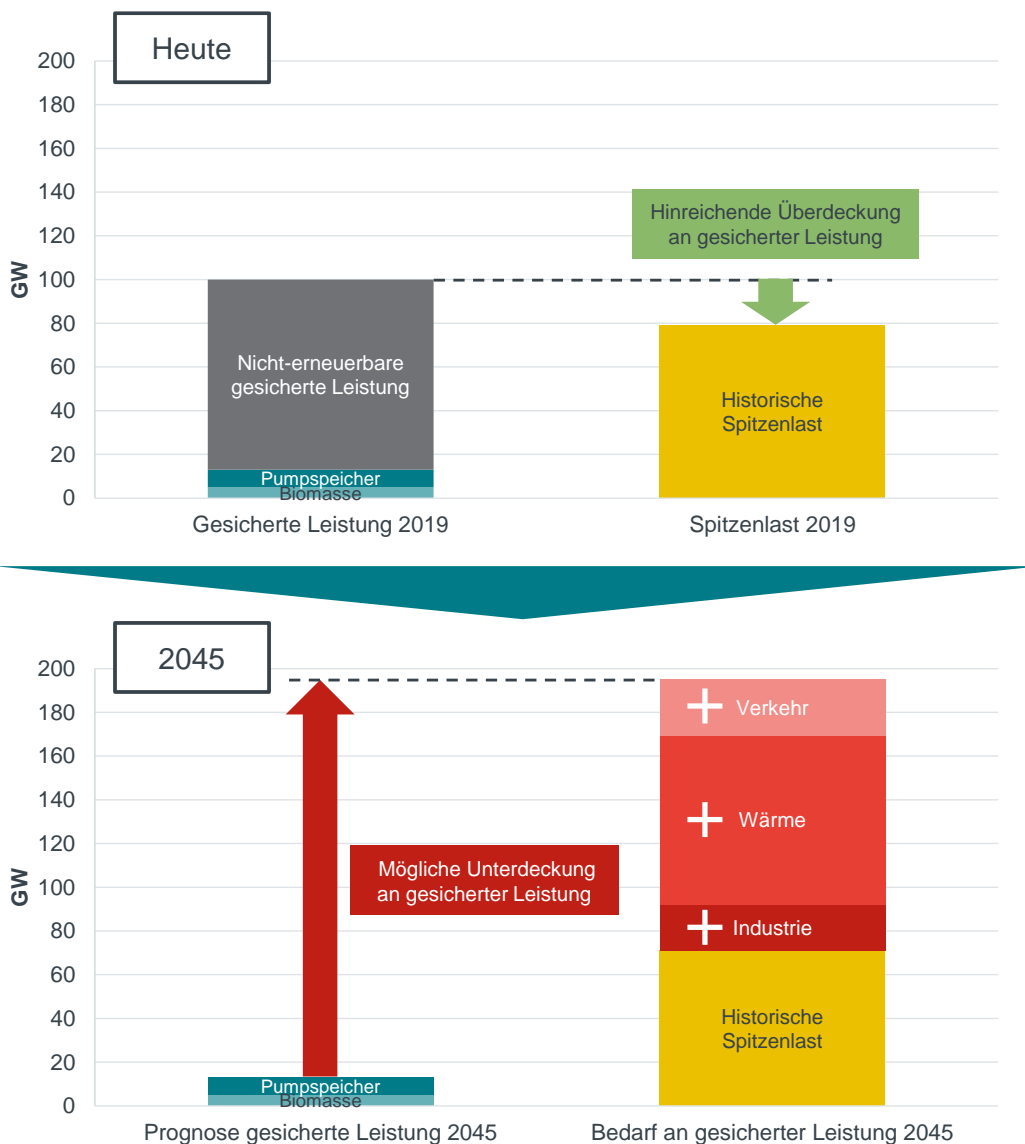 Heute
200
180
160
140
120
100
80
60
40
20
0
GW
Hinreichende Überdeckung
an gesicherter Leistung
Nicht-erneuerbare
gesicherte Leistung
Pumpspeicher
Biomasse
Historische
Spitzenlast
Gesicherte Leistung 2019
Spitzenlast 2019
2045
200
180
160
140
120
100
80
60
40
20
0
GW
Verkehr
Wärme
Mögliche Unterdeckung
an gesicherter Leistung
Industrie
Historische
Spitzenlast
Pumpspeicher
Biomasse
Prognose gesicherte Leistung 2045
Bedarf an gesicherter Leistung 2045